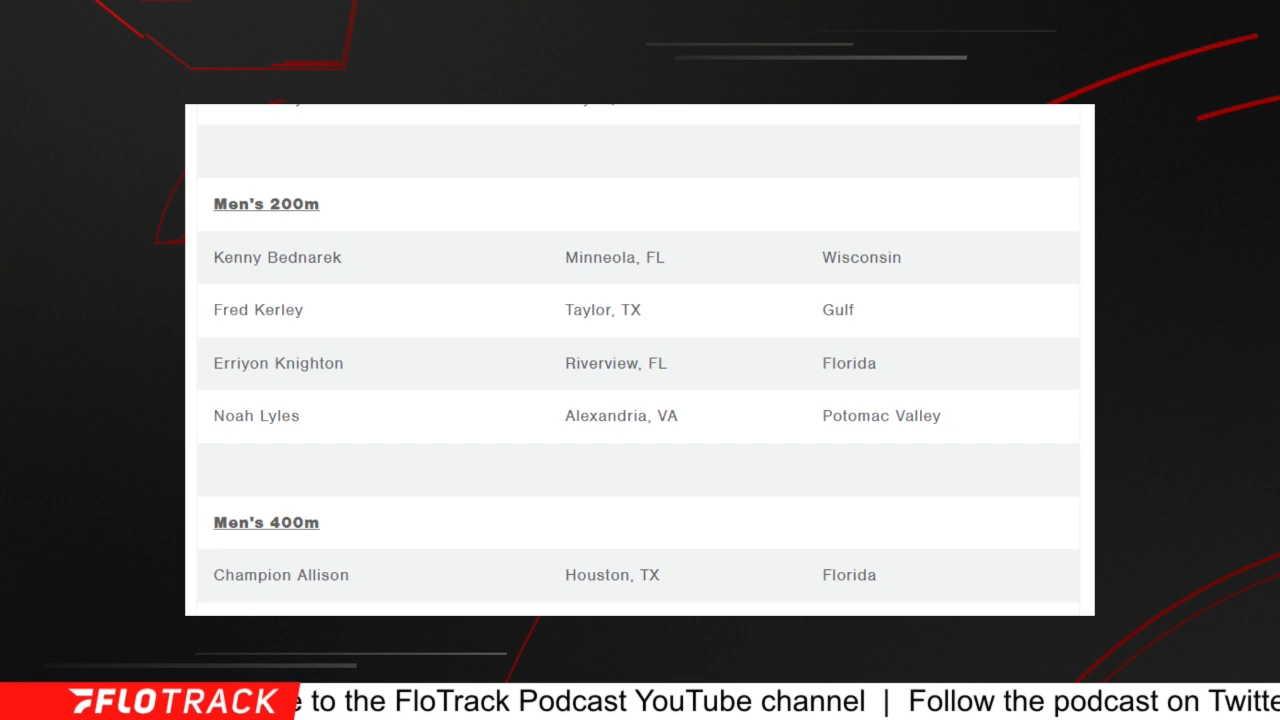 Men's 200m
Kenny Bednarek Minneola, FL Wisconsin
Fred Kerley Taylor, TX Gulf
Erriyon Knighton Riverview, FL Florida
Noah Lyles Alexandria, VA Potomac Valley
Men's 400m
Champion Allison Houston, TX Florida
FLOTRACK e to the FloTrack Podcast YouTube channel | Follow the podcast on Twitte